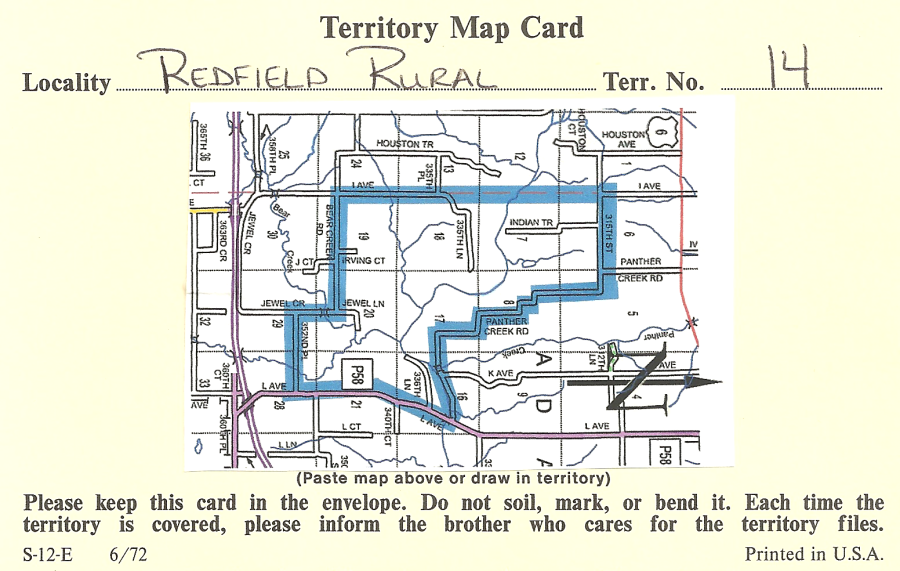 Territory Map Card
Locality REDFIELD RURAL Terr. No. 14
365TH 36
358TH PL
25
HOUSTON TR
24
335TH PL
13
12
HOUSTON CT
HOUSTON AVE
6
1
CT
I AVE
I AVE
E
363RD CR
JEWEL CR
Bear Creek
30
BEAR CREEK RD
19
IRVING CT
J CT
18
335TH LN
INDIAN TR
7
315TH ST
6
PANTHER CREEK RD
JEWEL CR
JEWEL LN
20
32
29
352ND PL
17
8
PANTHER CREEK RD
5
Panther
Creek
312TH LN
AVE
A
K AVE
N
33
360TH CT
L AVE
P58
336TH LN
16
9
4
AVE
28
21
340TH CT
L AVE
D
L AVE
360TH PL
L CT
L LN
P58
(Paste map above or draw in territory)
Please keep this card in the envelope. Do not soil, mark, or bend it. Each time the
territory is covered, please inform the brother who cares for the territory files.
S-12-E 6/72 Printed in U.S.A.